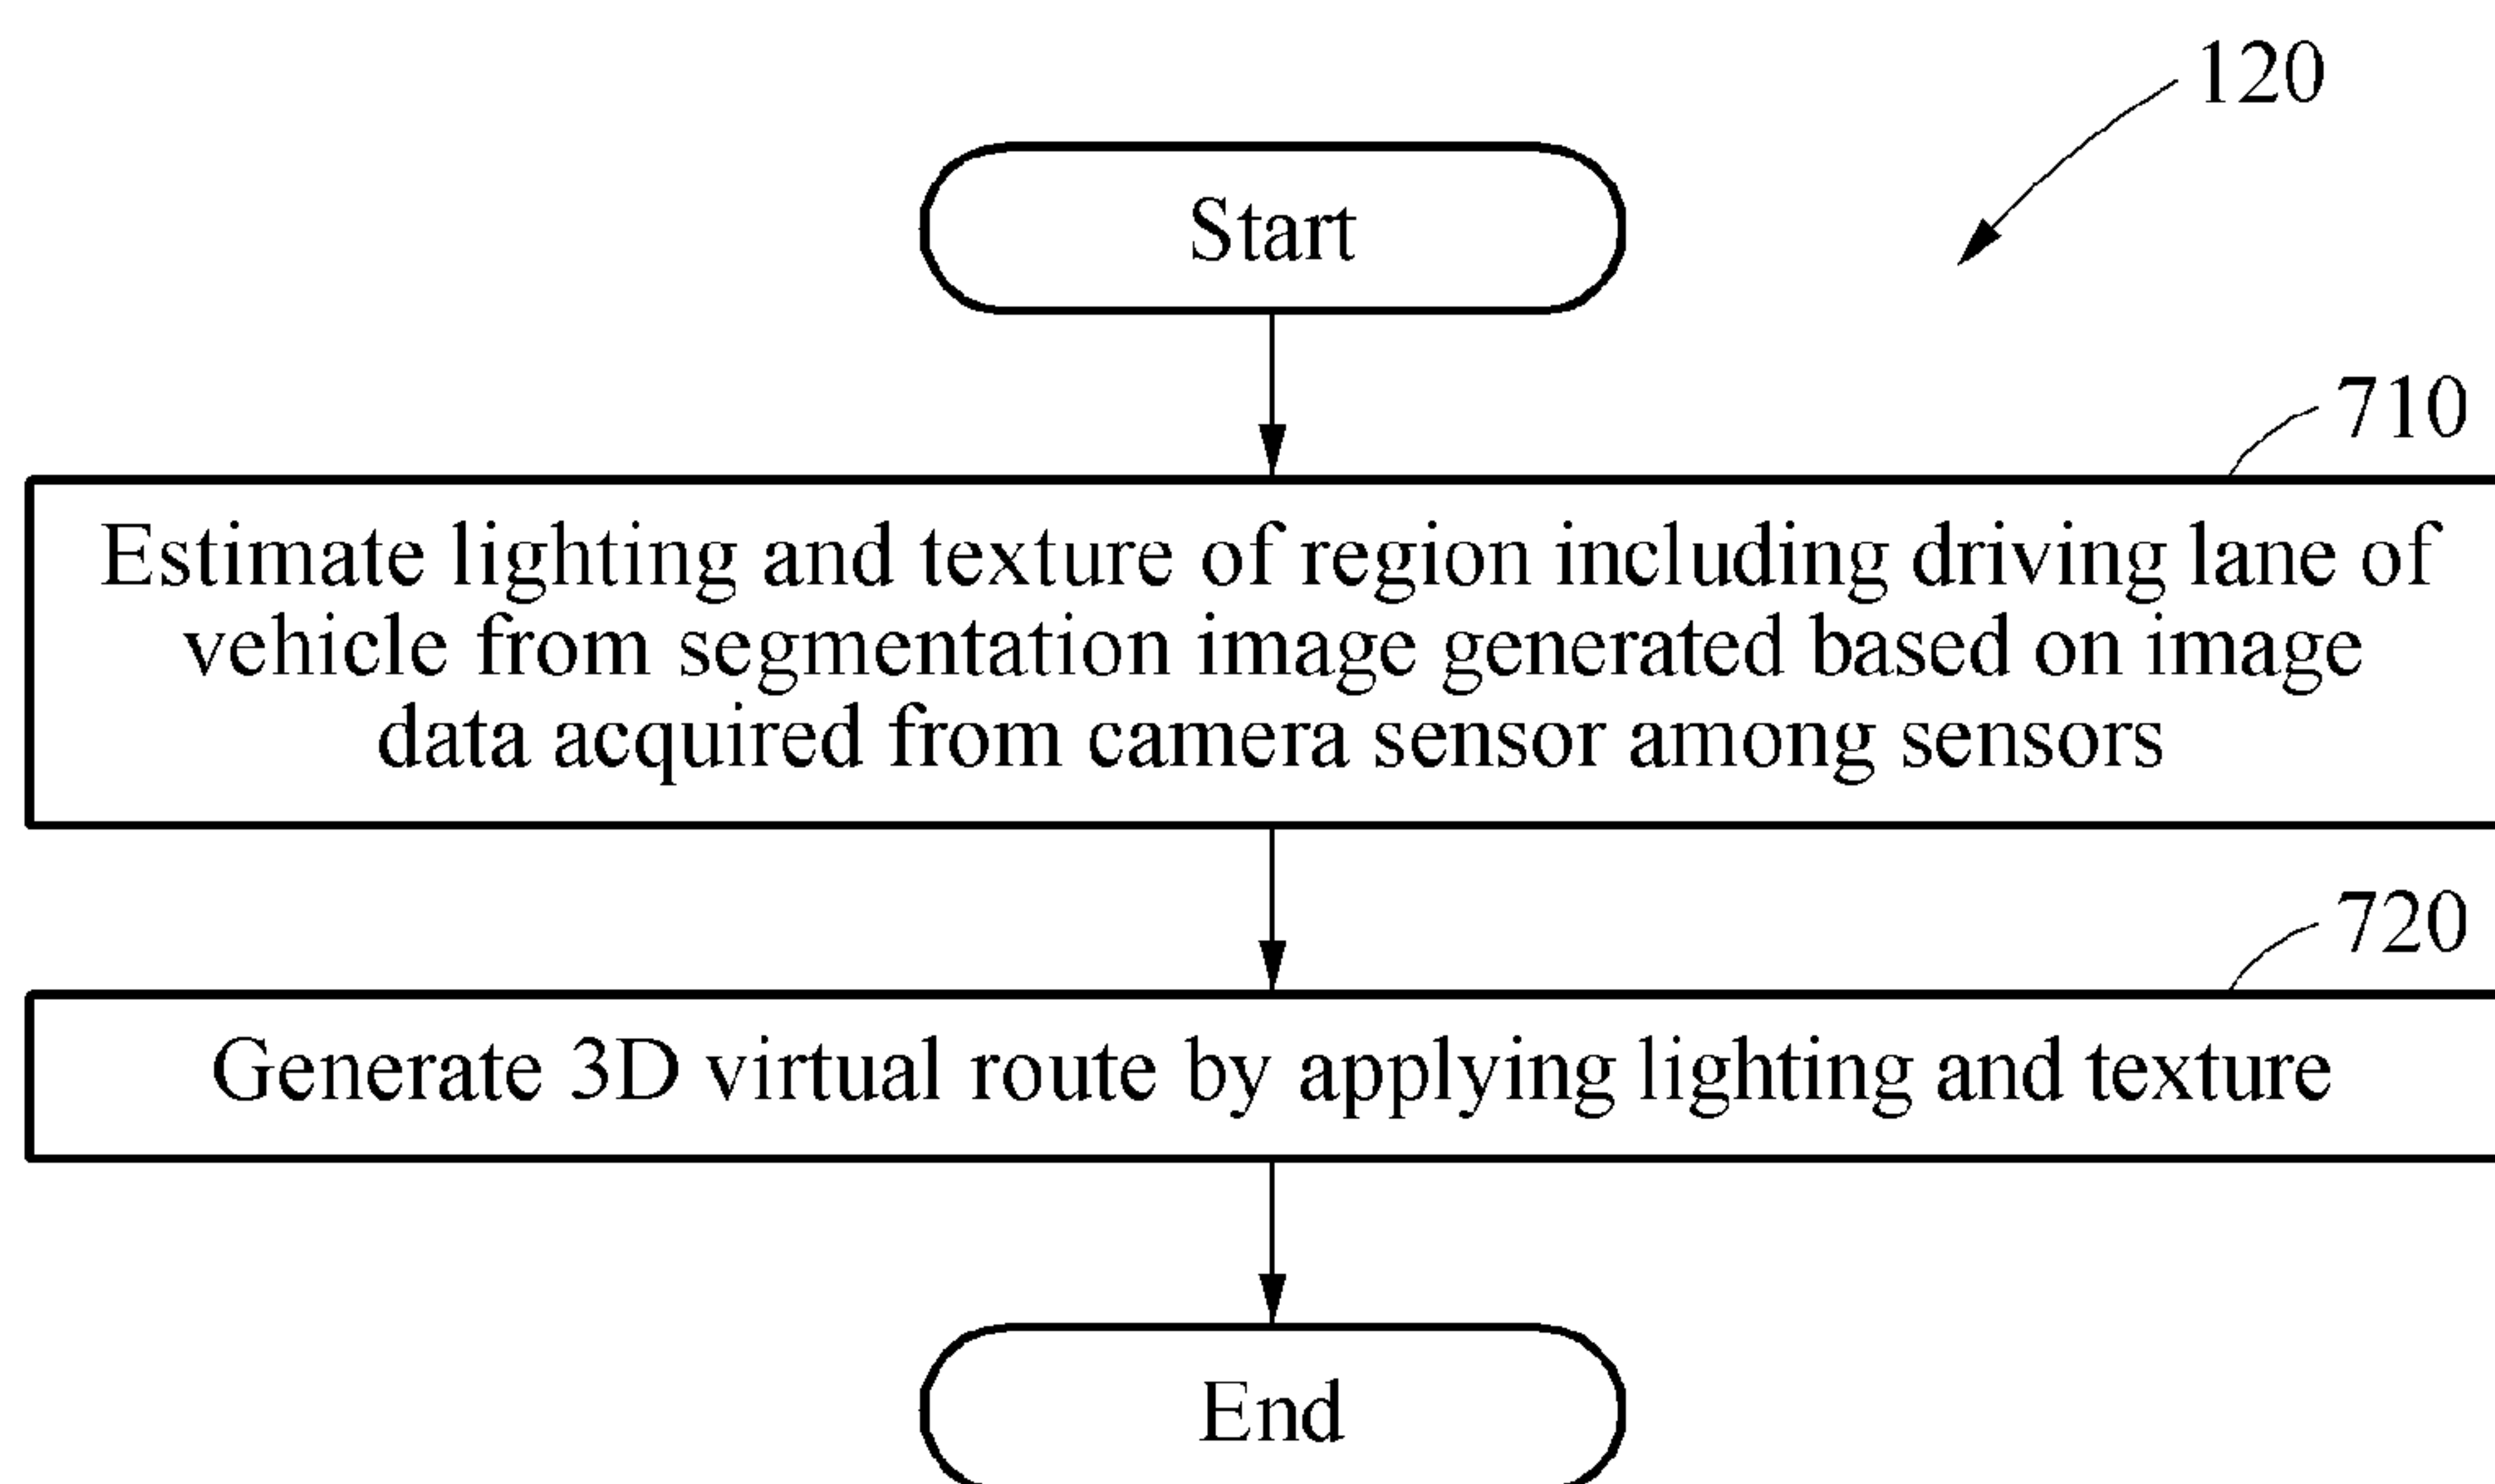 120
Start
710
Estimate lighting and texture of region including driving lane of
vehicle from segmentation image generated based on image
data acquired from camera sensor among sensors
720
Generate 3D virtual route by applying lighting and texture
End